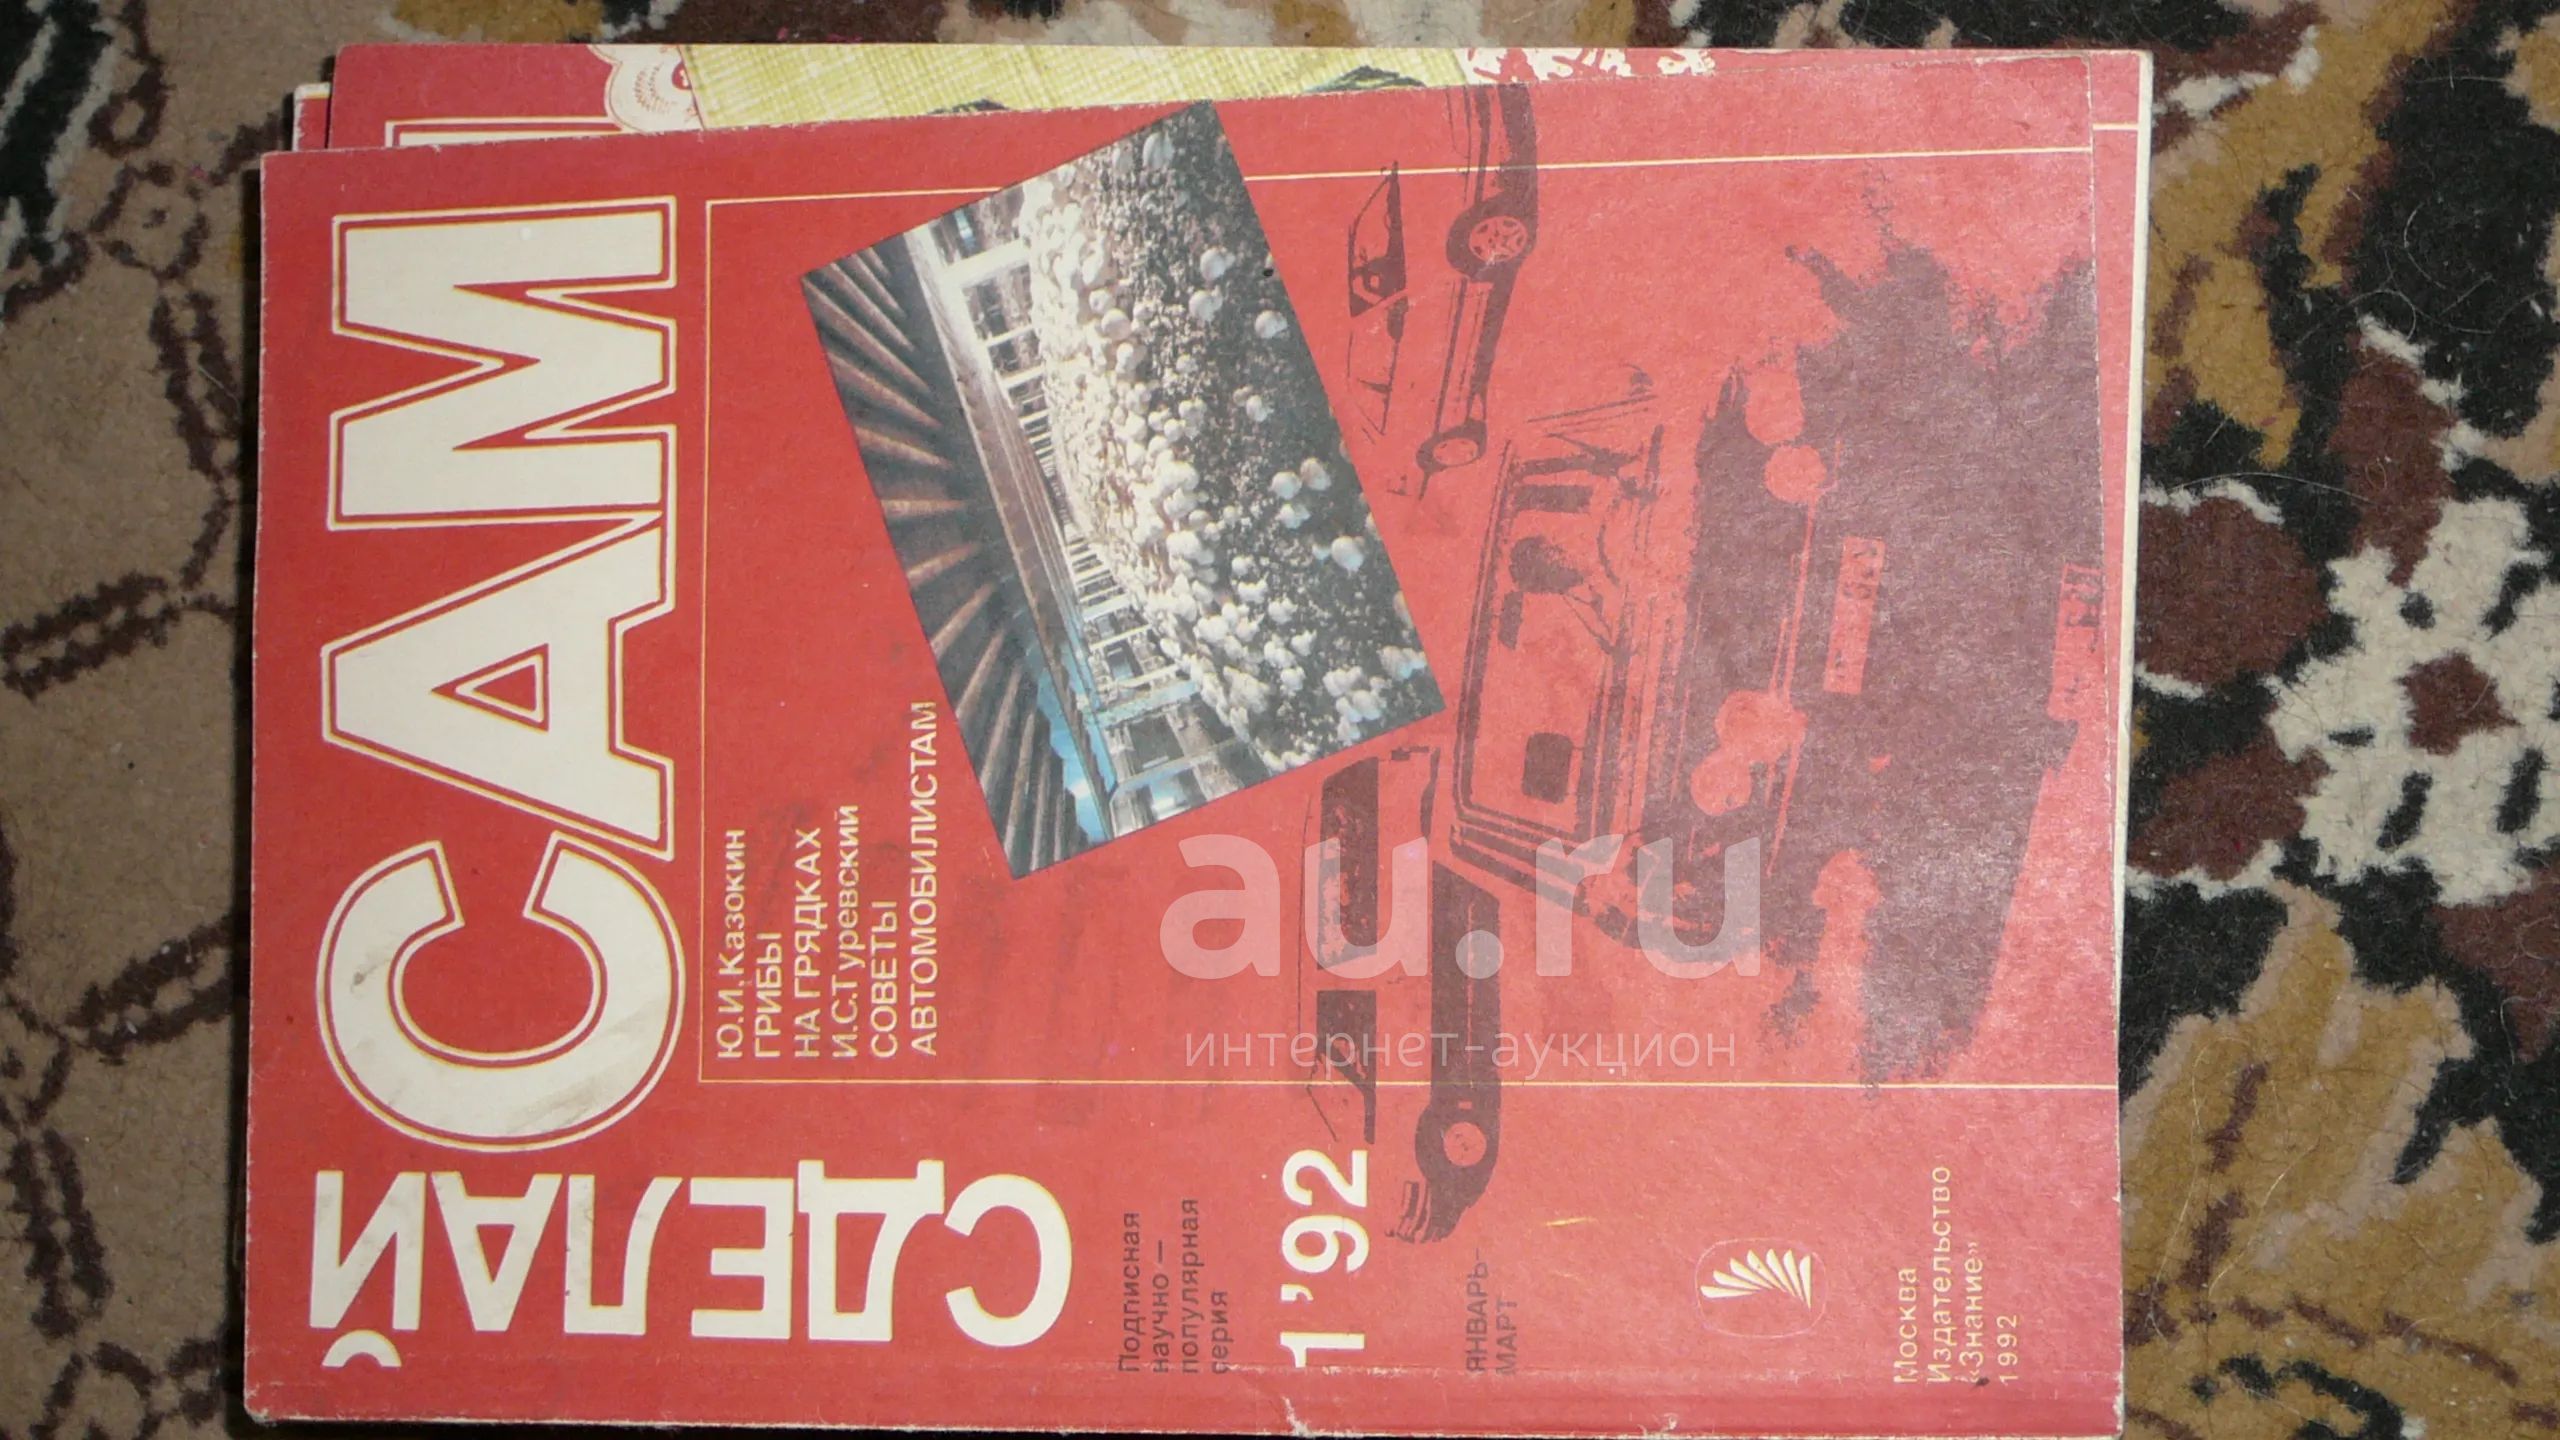 СДЕЛАЙ
САМ
Ю.И.Казокин
ГРИБЫ
НА ГРЯДКАХ
И.С.Туревский
СОВЕТЫ
АВТОМОБИЛИСТАМ
Подписная
научно —
популярная
серия
1'92
ЯНВАРЬ–
МАРТ
Москва
Издательство
«Знание»
1992
au.ru
интернет-аукцион